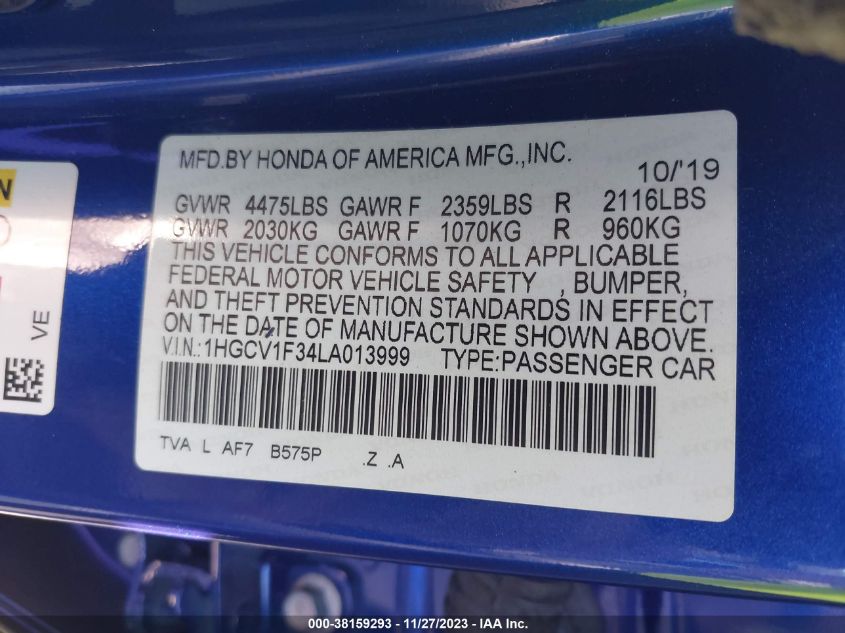 MFD.BY HONDA OF AMERICA MFG.,INC.
10/'19
GVWR 4475LBS GAWR F 2359LBS R 2116LBS
GVWR 2030KG GAWR F 1070KG R 960KG
THIS VEHICLE CONFORMS TO ALL APPLICABLE
FEDERAL MOTOR VEHICLE SAFETY , BUMPER,
AND THEFT PREVENTION STANDARDS IN EFFECT
ON THE DATE OF MANUFACTURE SHOWN ABOVE.
V.I.N.:1HGCV1F34LA013999 TYPE:PASSENGER CAR
TVA L AF7 B575P .Z .A
VE
000-38159293 - 11/27/2023 - IAA Inc.